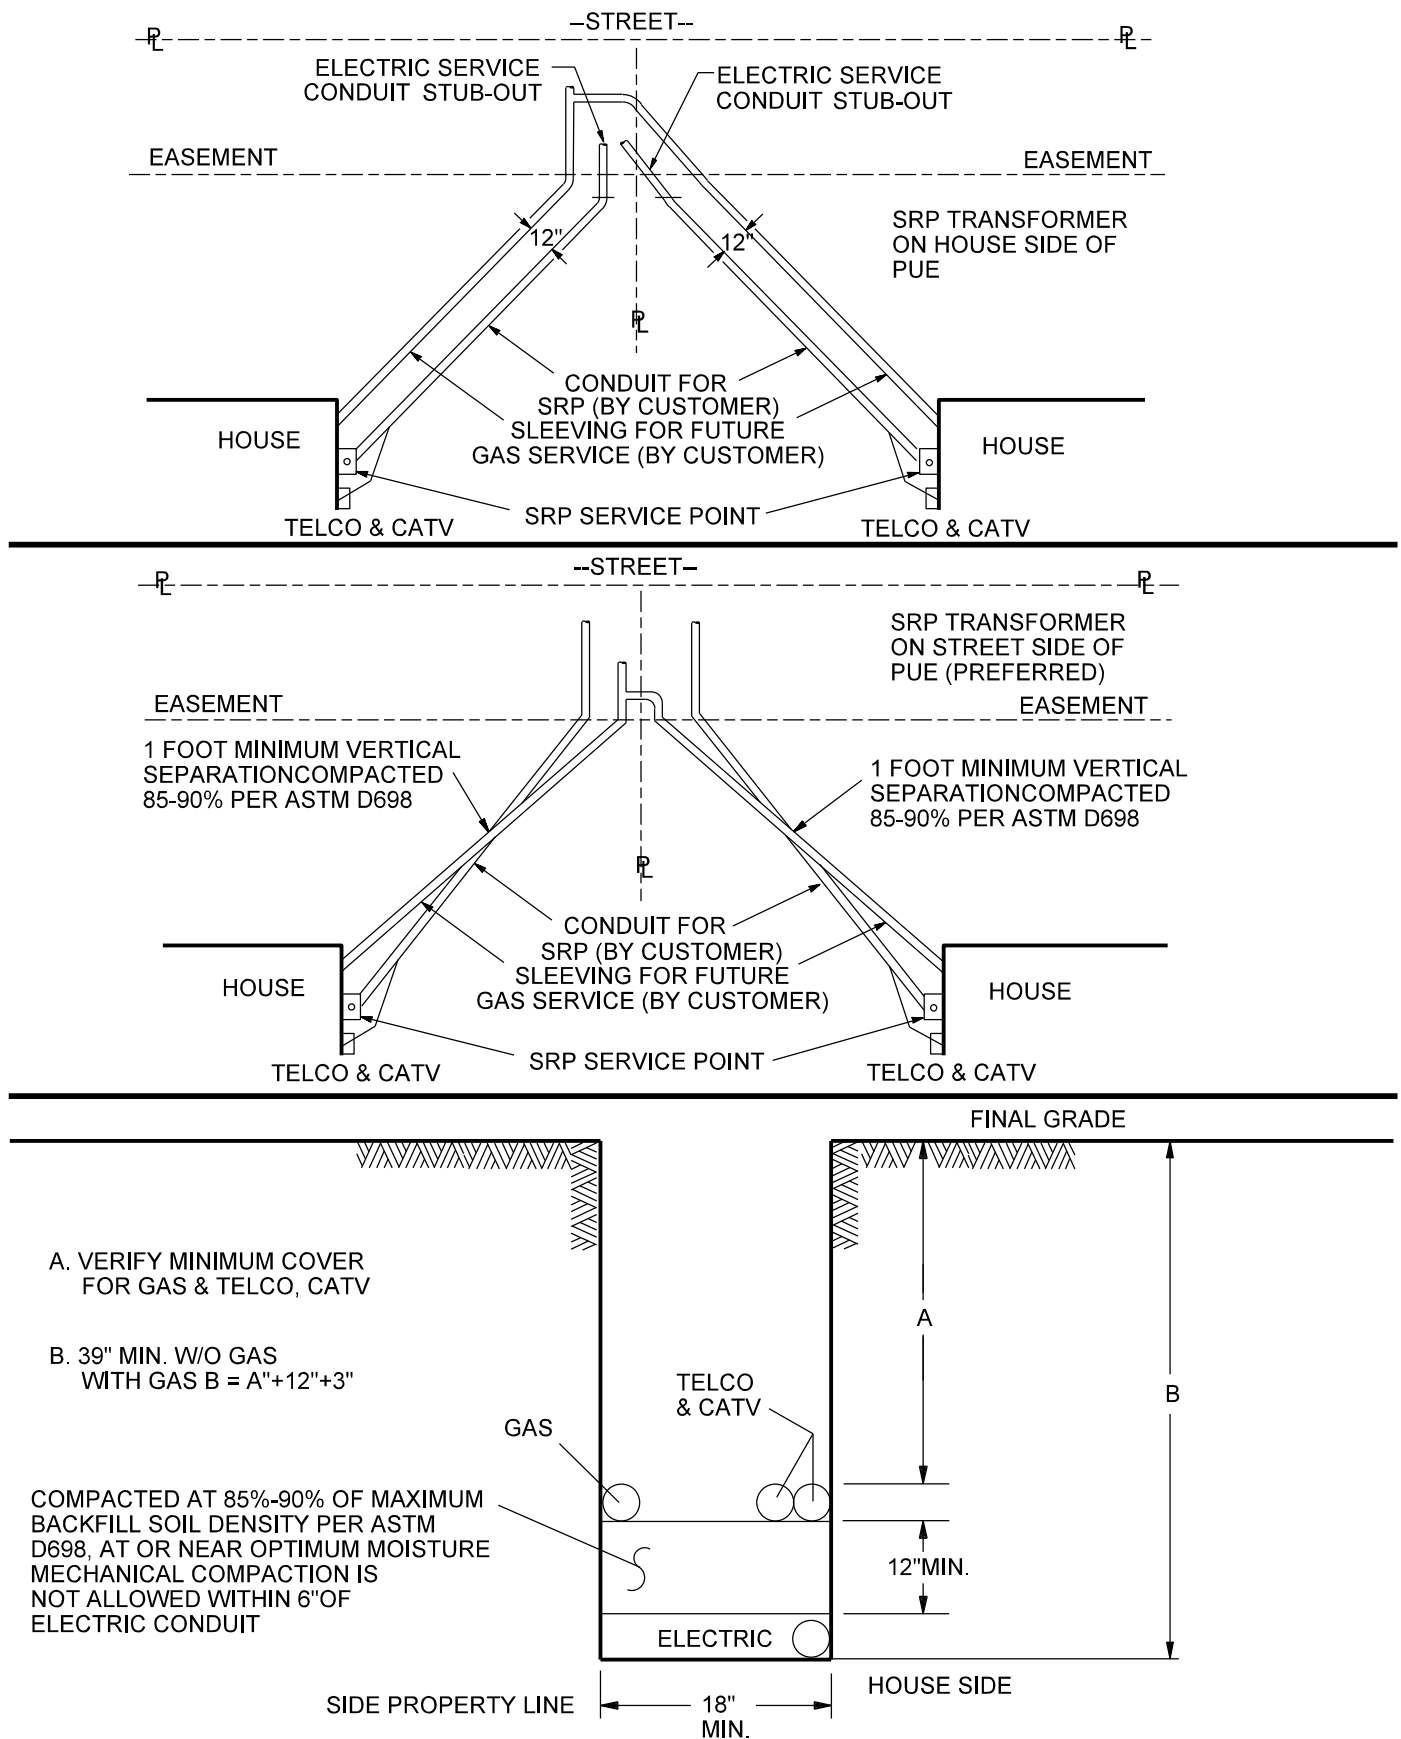 --STREET--
PL
PL
ELECTRIC SERVICE
CONDUIT STUB-OUT
ELECTRIC SERVICE
CONDUIT STUB-OUT
EASEMENT
EASEMENT
SRP TRANSFORMER
ON HOUSE SIDE OF
PUE
12"
12"
PL
CONDUIT FOR
SRP (BY CUSTOMER)
SLEEVING FOR FUTURE
GAS SERVICE (BY CUSTOMER)
HOUSE
HOUSE
SRP SERVICE POINT
TELCO & CATV
TELCO & CATV
--STREET--
PL
PL
SRP TRANSFORMER
ON STREET SIDE OF
PUE (PREFERRED)
EASEMENT
EASEMENT
1 FOOT MINIMUM VERTICAL
SEPARATIONCOMPACTED
85-90% PER ASTM D698
1 FOOT MINIMUM VERTICAL
SEPARATIONCOMPACTED
85-90% PER ASTM D698
PL
CONDUIT FOR
SRP (BY CUSTOMER)
SLEEVING FOR FUTURE
GAS SERVICE (BY CUSTOMER)
HOUSE
HOUSE
SRP SERVICE POINT
TELCO & CATV
TELCO & CATV
FINAL GRADE
A. VERIFY MINIMUM COVER
FOR GAS & TELCO, CATV
A
B. 39" MIN. W/O GAS
WITH GAS B = A"+12"+3"
B
TELCO
& CATV
GAS
COMPACTED AT 85%-90% OF MAXIMUM
BACKFILL SOIL DENSITY PER ASTM
D698, AT OR NEAR OPTIMUM MOISTURE
MECHANICAL COMPACTION IS
NOT ALLOWED WITHIN 6"OF
ELECTRIC CONDUIT
12"MIN.
ELECTRIC
HOUSE SIDE
SIDE PROPERTY LINE
18"
MIN.